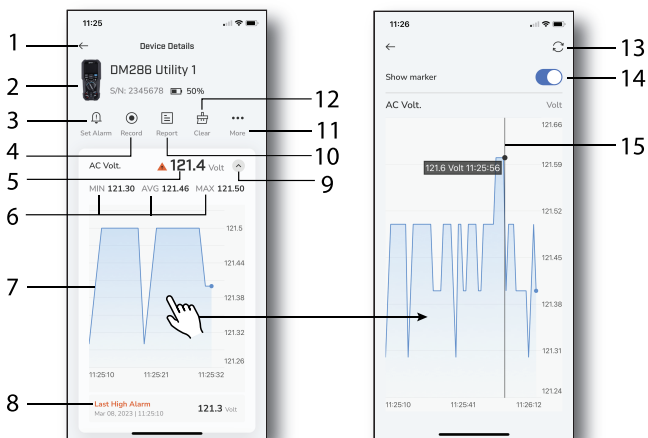 11:25
Device Details
DM286 Utility 1
S/N: 2345678 50%
Set Alarm Record Report Clear More
AC Volt. 121.4 Volt
MIN 121.30 AVG 121.46 MAX 121.50
121.5
121.44
121.38
121.32
121.26
11:25:10 11:25:21 11:25:32
Last High Alarm
Mar 08, 2023 | 11:25:10
121.3 Volt
1
2
3
4
5
6
7
8
9
10
11
12
11:26
Show marker
AC Volt. Volt
121.66
121.6 Volt 11:25:56
121.59
121.52
121.45
121.38
121.31
121.24
11:25:10 11:25:41 11:26:12
13
14
15